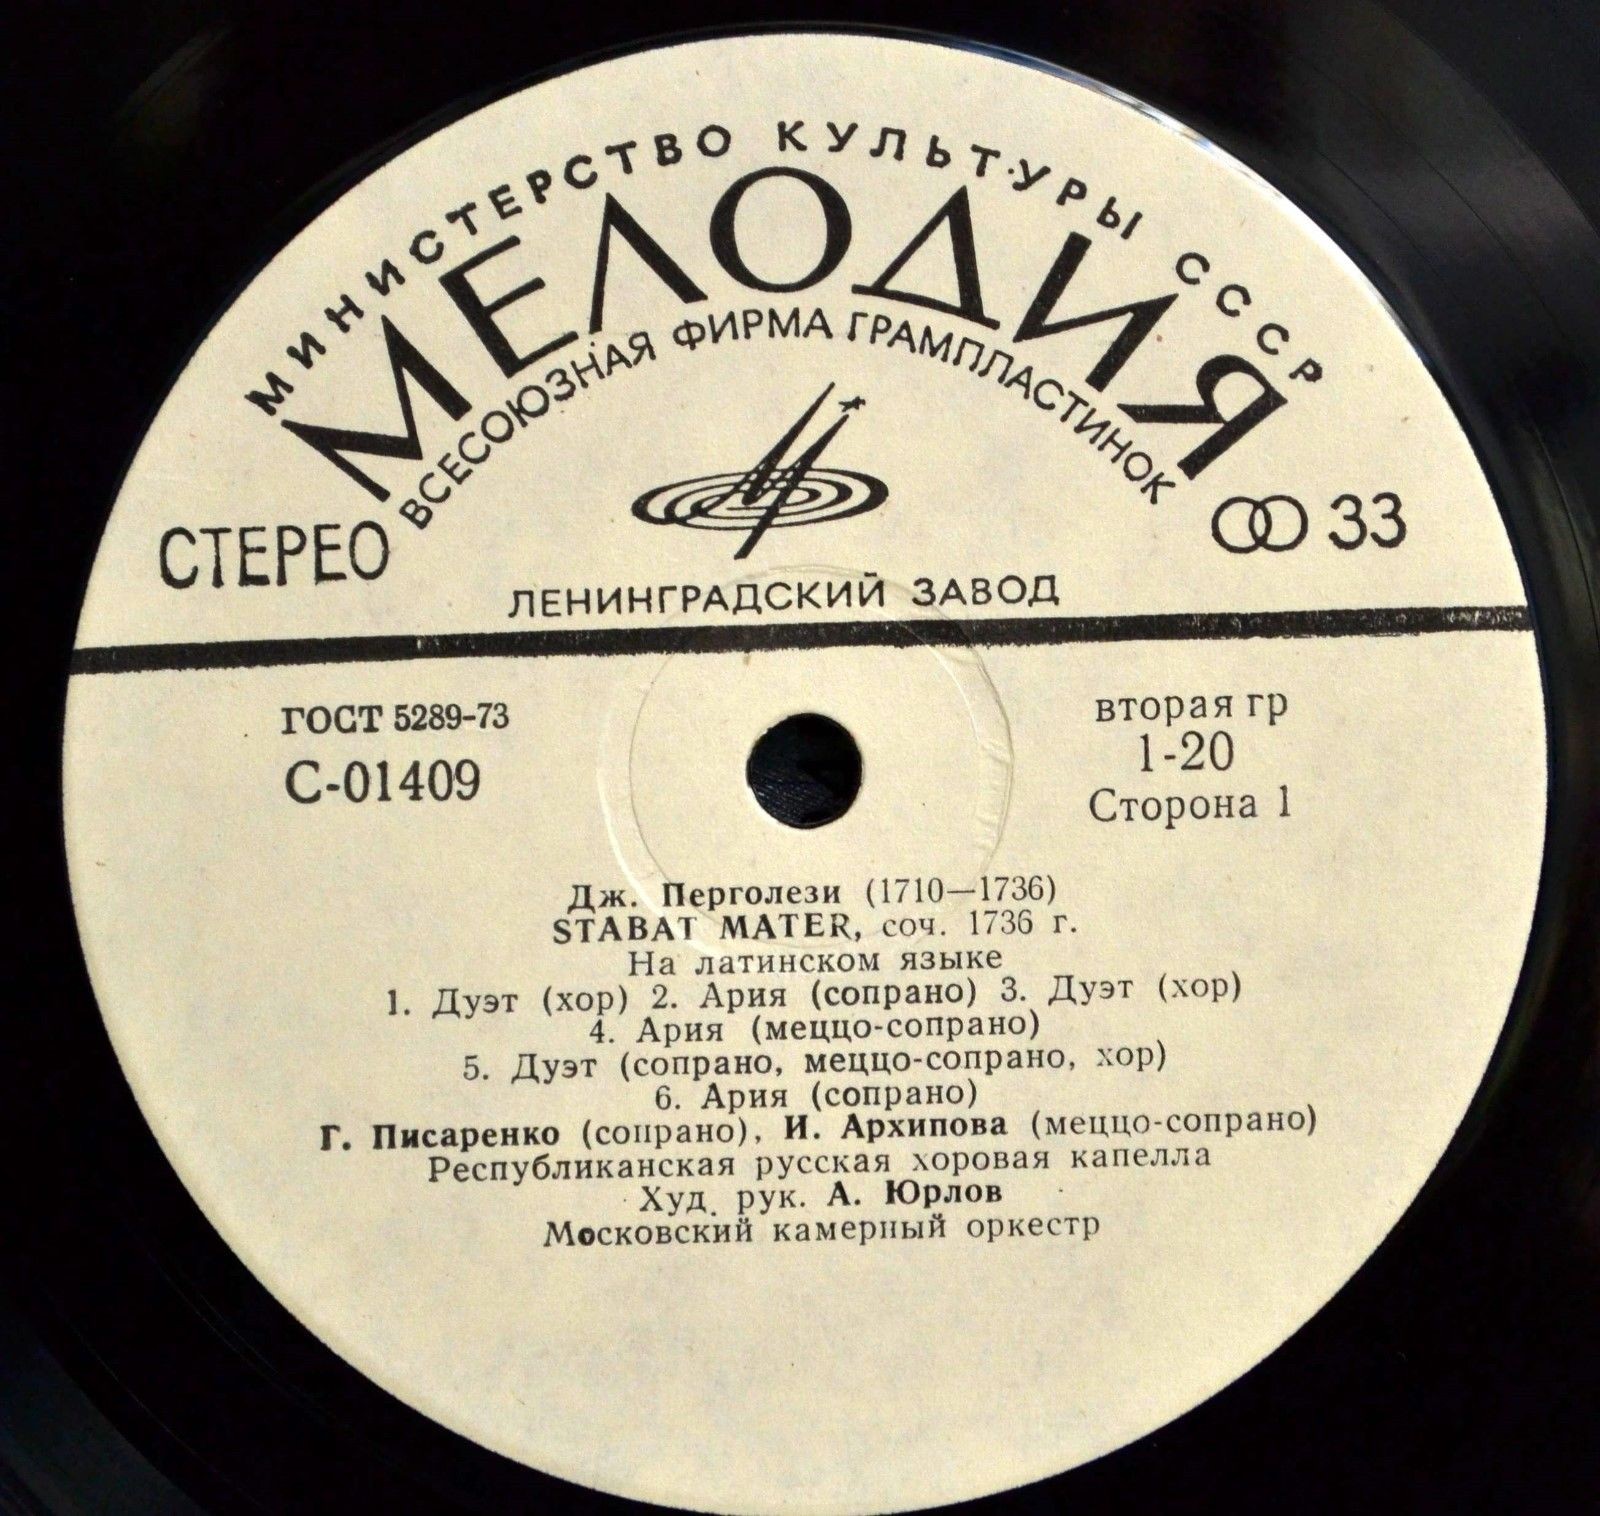 МИНИСТЕРСТВО КУЛЬТУРЫ СССР
МЕЛОДИЯ
ВСЕСОЮЗНАЯ ФИРМА ГРАМПЛАСТИНОК
СТЕРЕО
33
ЛЕНИНГРАДСКИЙ ЗАВОД
ГОСТ 5289-73
С-01409
вторая гр
1-20
Сторона 1
Дж. Перголези (1710—1736)
STABAT MATER, соч. 1736 г.
На латинском языке
1. Дуэт (хор) 2. Ария (сопрано) 3. Дуэт (хор)
4. Ария (меццо-сопрано)
5. Дуэт (сопрано, меццо-сопрано, хор)
6. Ария (сопрано)
Г. Писаренко (сопрано), И. Архипова (меццо-сопрано)
Республиканская русская хоровая капелла
Худ. рук. А. Юрлов
Московский камерный оркестр